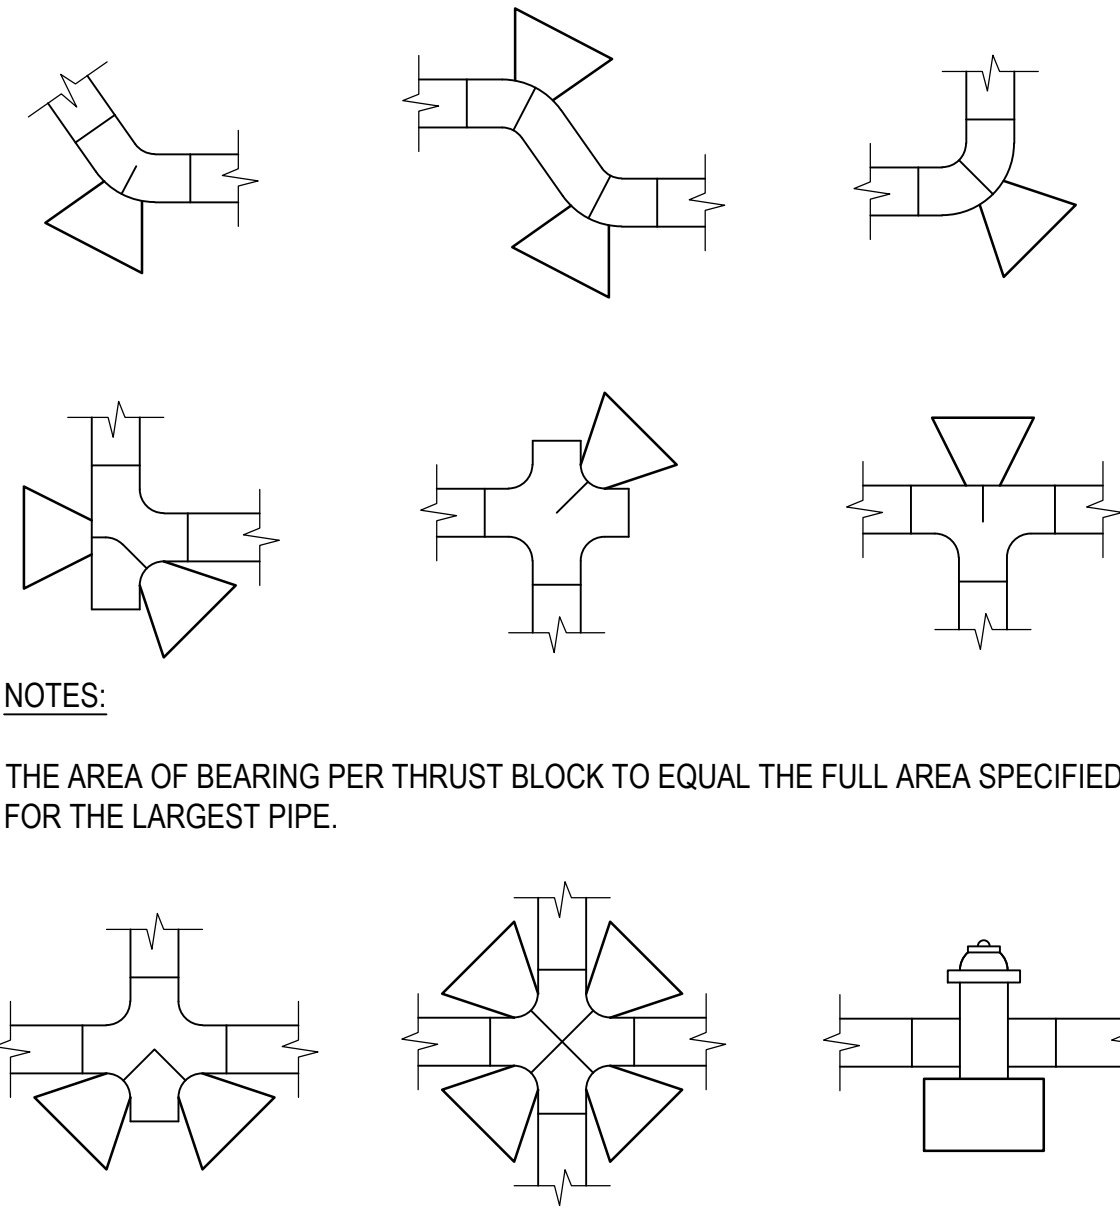 NOTES:
THE AREA OF BEARING PER THRUST BLOCK TO EQUAL THE FULL AREA SPECIFIED
FOR THE LARGEST PIPE.